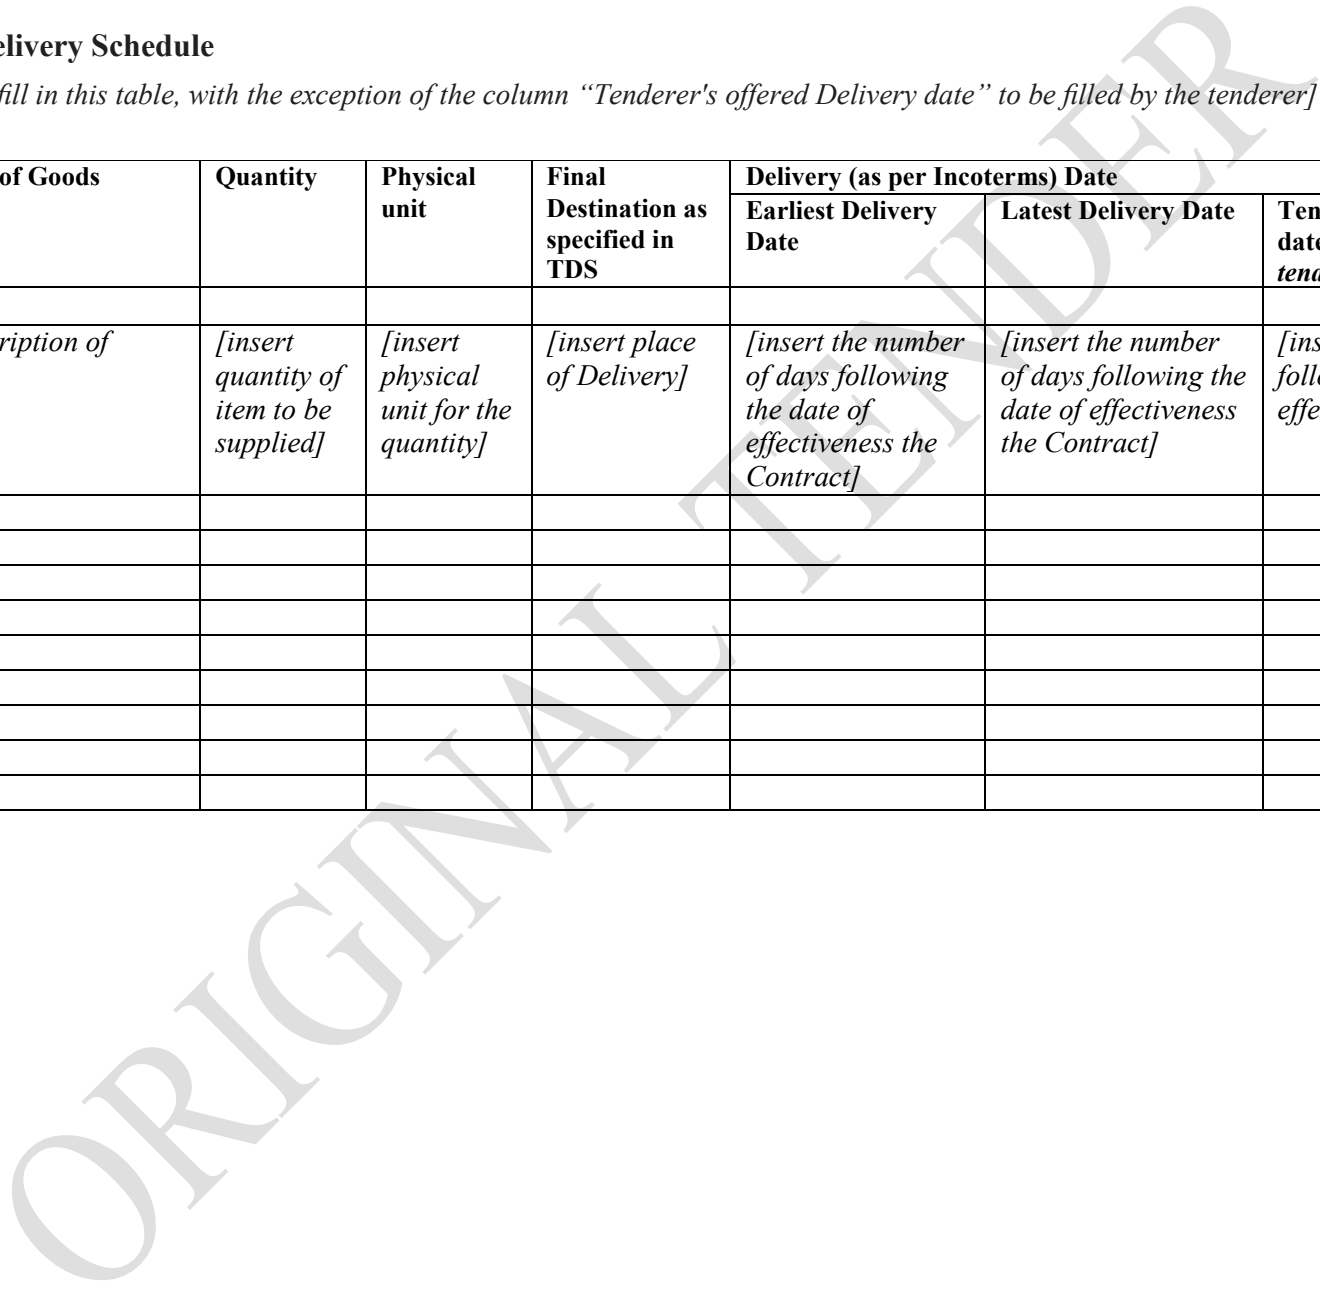 elivery Schedule
fill in this table, with the exception of the column “Tenderer's offered Delivery date” to be filled by the tenderer]
of Goods
Quantity
Physical
unit
Final
Destination as
specified in
TDS
Delivery (as per Incoterms) Date
Earliest Delivery
Date
Latest Delivery Date
Ten
date
tend
ription of
[insert
quantity of
item to be
supplied]
[insert
physical
unit for the
quantity]
[insert place
of Delivery]
[insert the number
of days following
the date of
effectiveness the
Contract]
[insert the number
of days following the
date of effectiveness
the Contract]
[ins
follo
effe
ORIGINAL TENDER